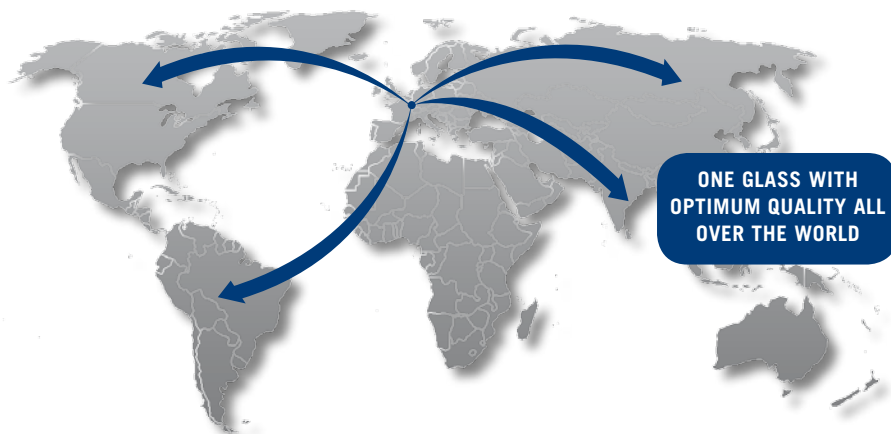 ONE GLASS WITH
OPTIMUM QUALITY ALL
OVER THE WORLD